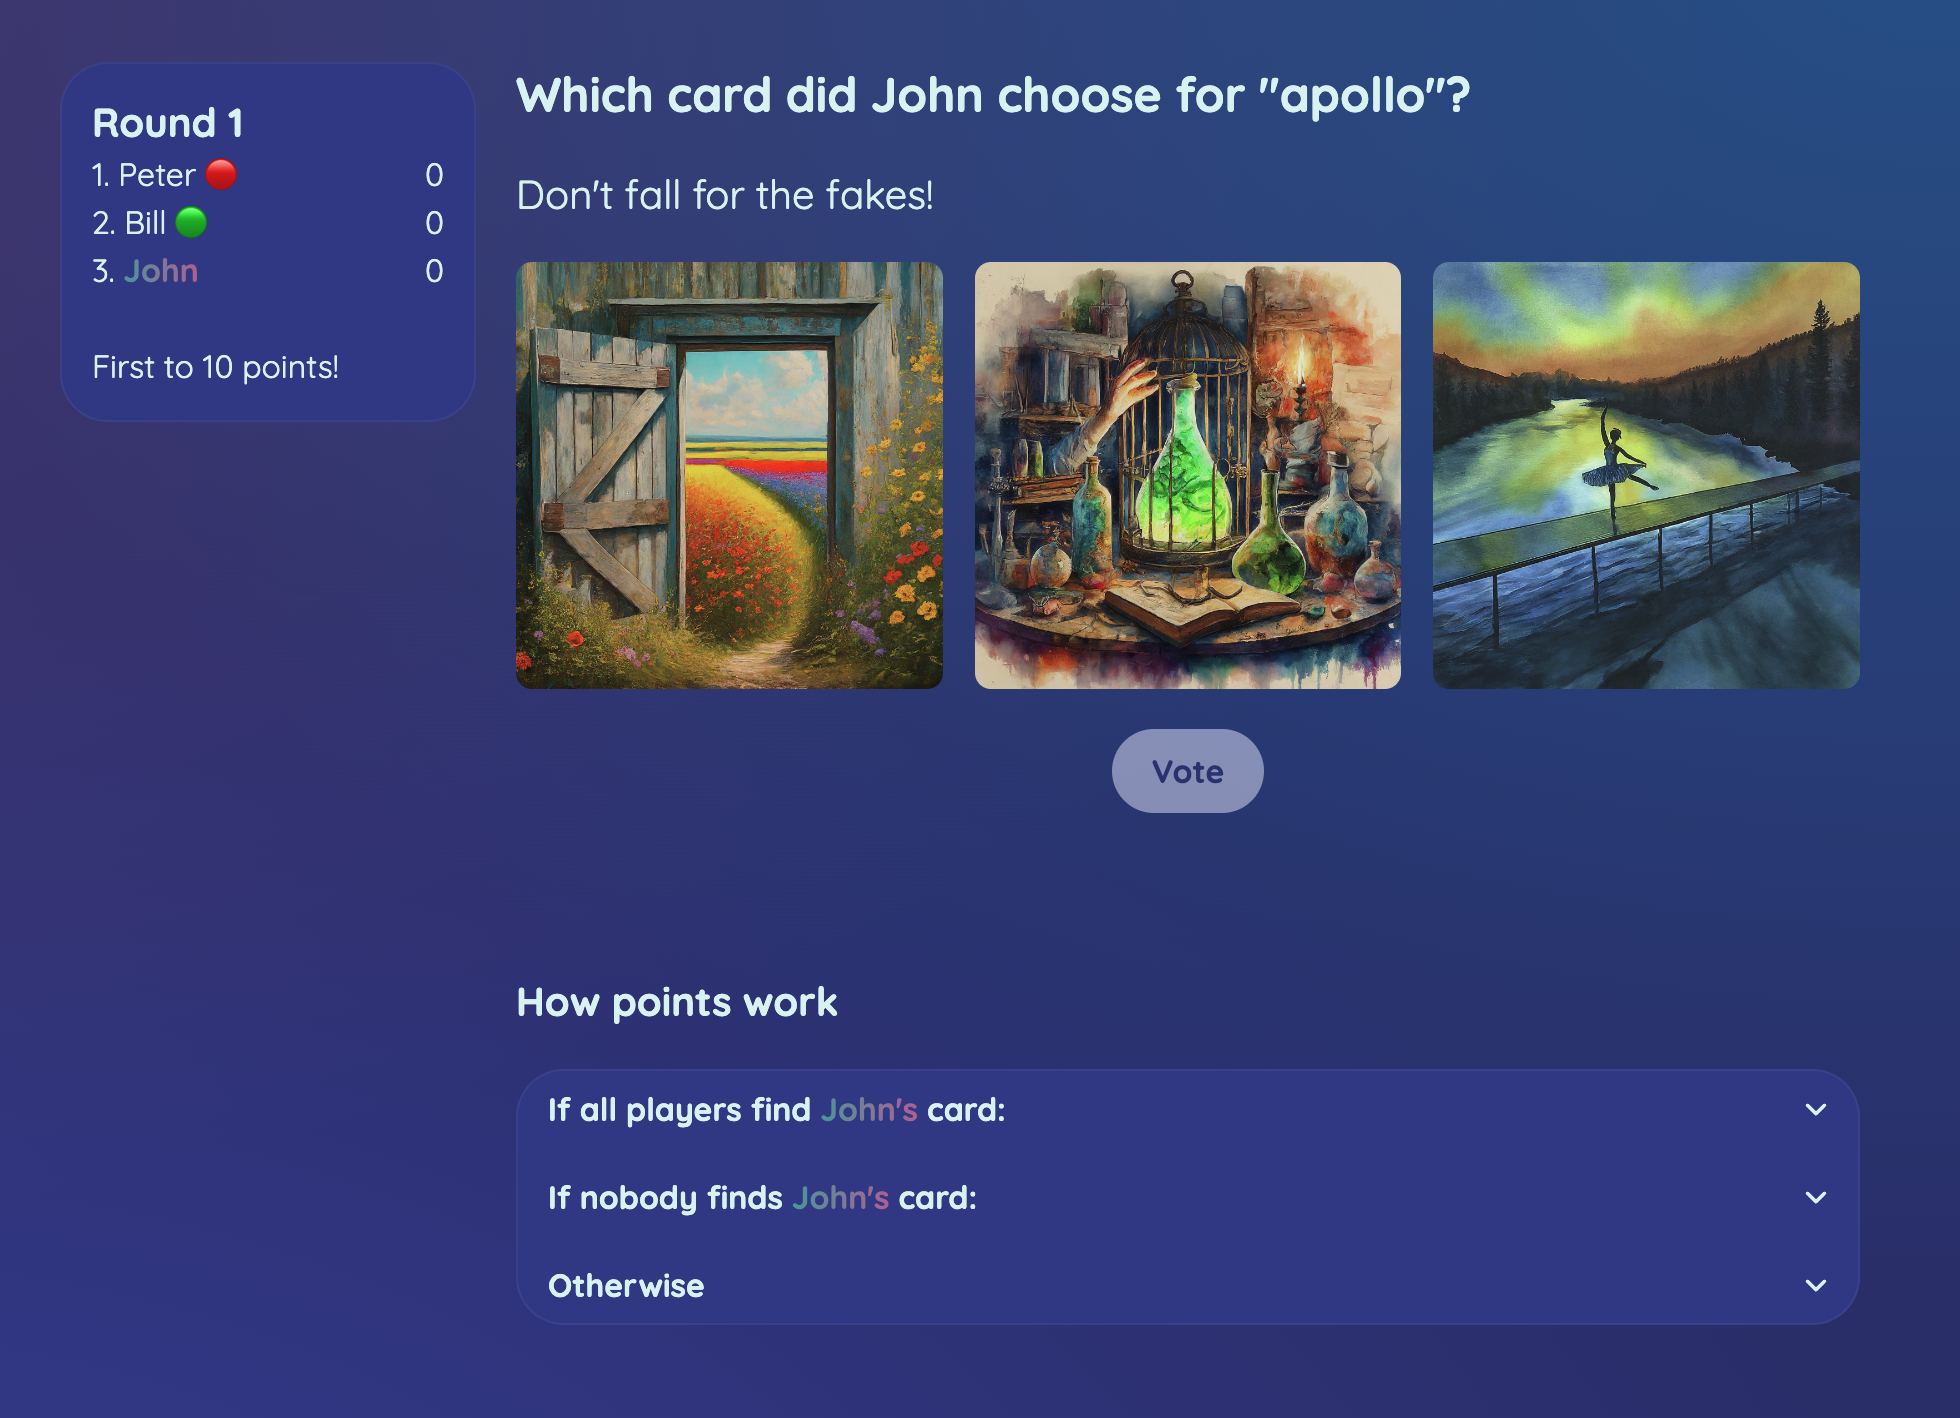 Round 1
1. Peter 🔴 0
2. Bill 🟢 0
3. John 0
First to 10 points!
Which card did John choose for "apollo"?
Don't fall for the fakes!
Vote
How points work
If all players find John's card:
If nobody finds John's card:
Otherwise